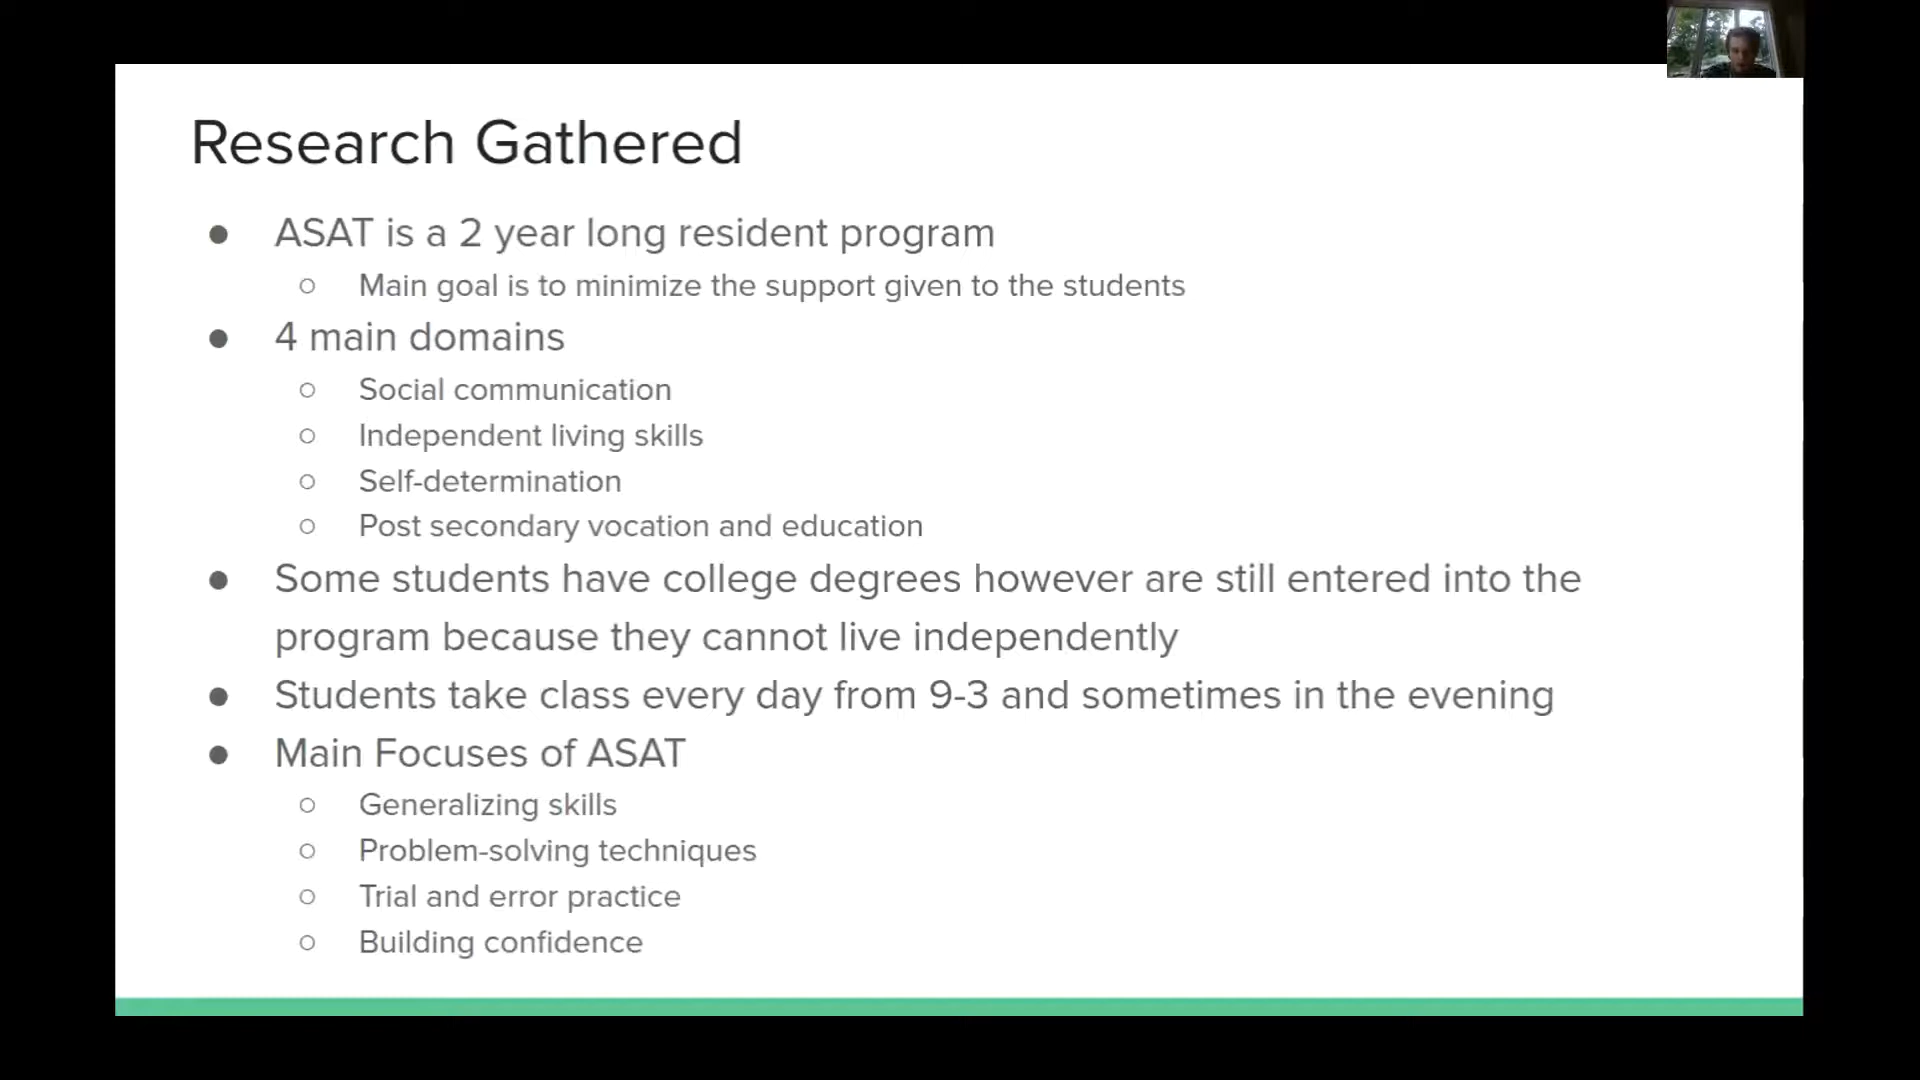 Research Gathered
● ASAT is a 2 year long resident program
○ Main goal is to minimize the support given to the students
● 4 main domains
○ Social communication
○ Independent living skills
○ Self-determination
○ Post secondary vocation and education
● Some students have college degrees however are still entered into the
program because they cannot live independently
● Students take class every day from 9-3 and sometimes in the evening
● Main Focuses of ASAT
○ Generalizing skills
○ Problem-solving techniques
○ Trial and error practice
○ Building confidence